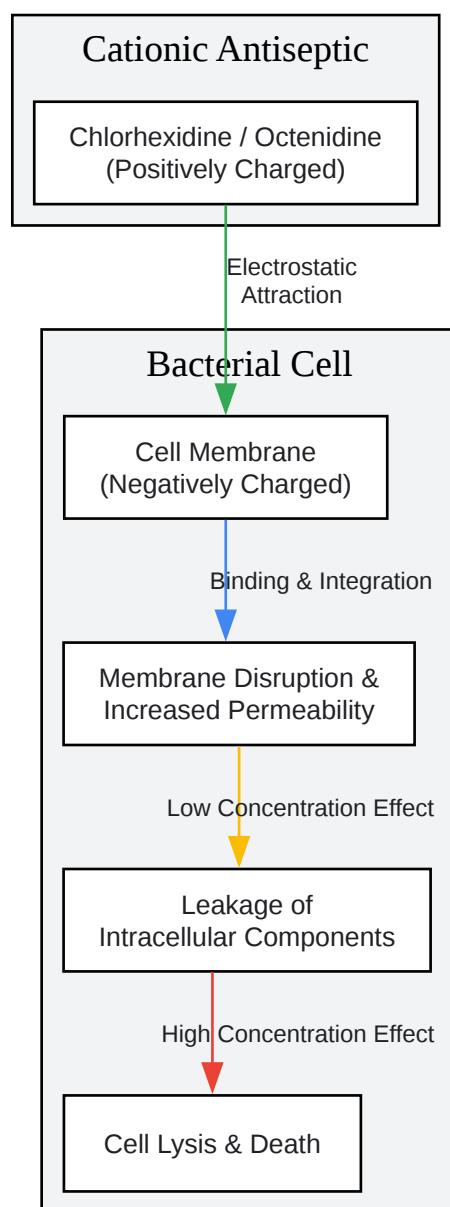 Cationic Antiseptic
Chlorhexidine / Octenidine
(Positively Charged)
Electrostatic
Attraction
Bacterial Cell
Cell Membrane
(Negatively Charged)
Binding & Integration
Membrane Disruption &
Increased Permeability
Low Concentration Effect
Leakage of
Intracellular Components
High Concentration Effect
Cell Lysis & Death